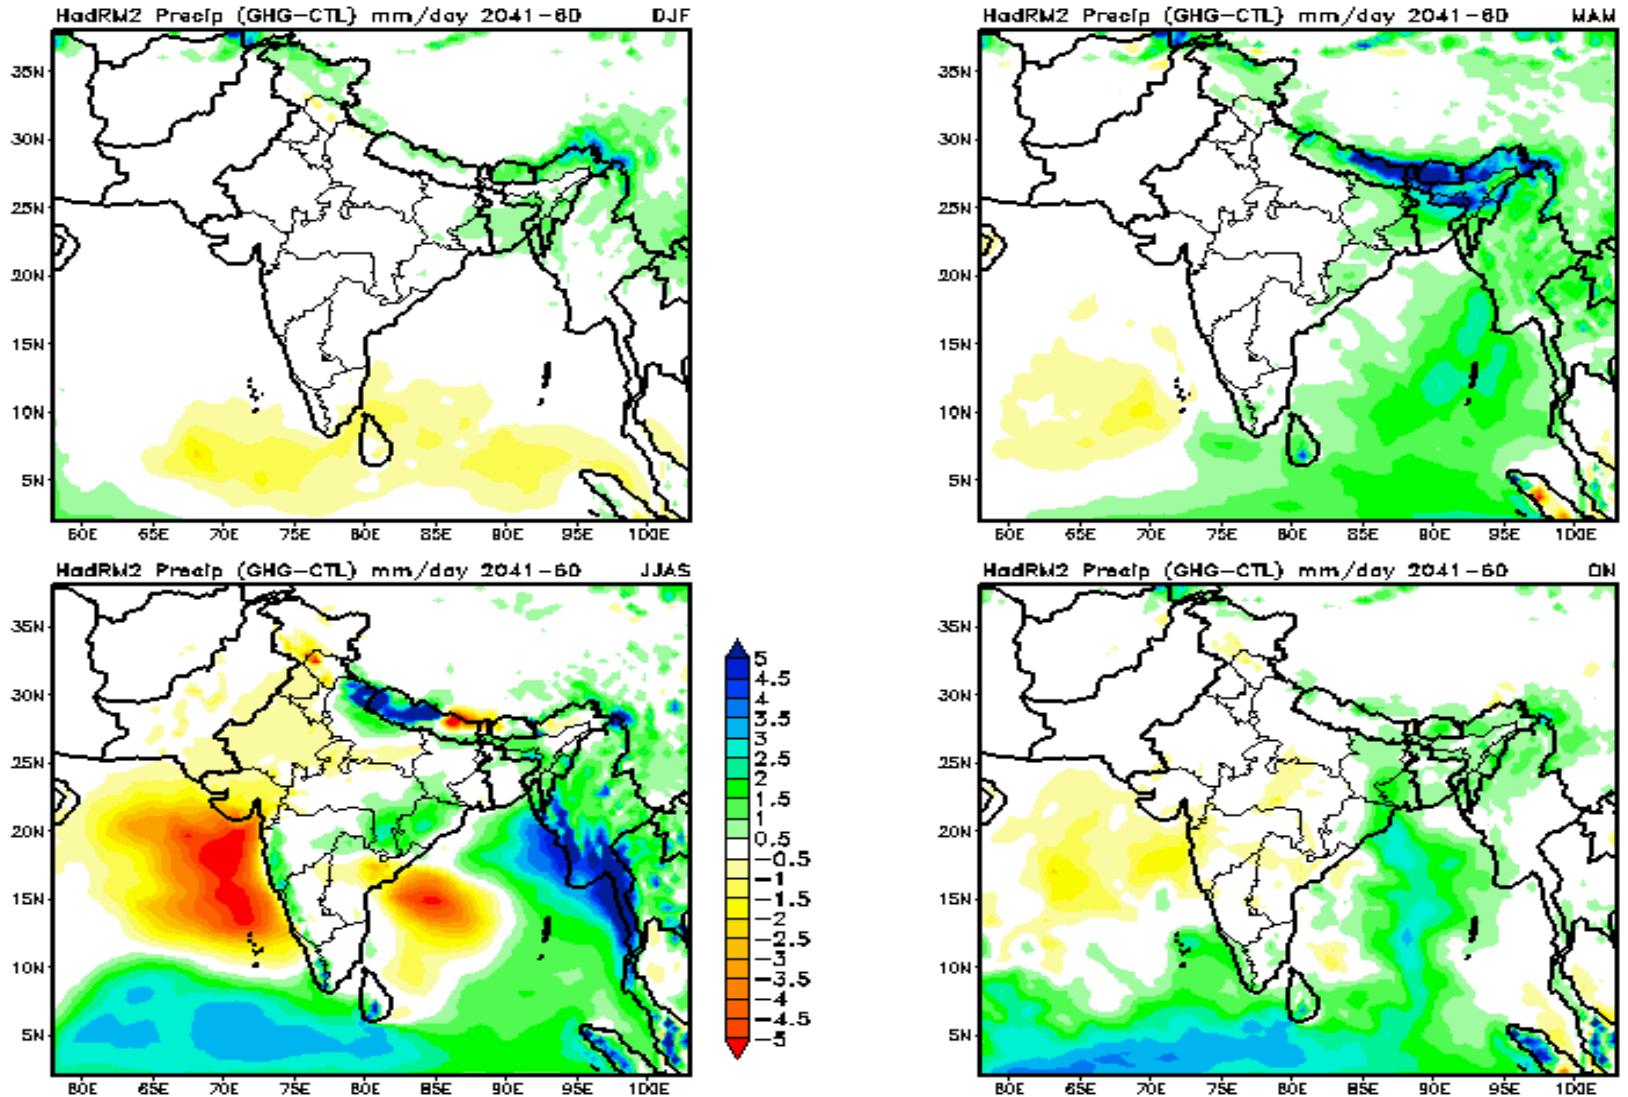 HadRM2 Precip (GHG-CTL) mm/day 2041-60 DJF
35N
30N
25N
20N
15N
10N
5N
60E 65E 70E 75E 80E 85E 90E 95E 100E
HadRM2 Precip (GHG-CTL) mm/day 2041-60 MAM
35N
30N
25N
20N
15N
10N
5N
60E 65E 70E 75E 80E 85E 90E 95E 100E
HadRM2 Precip (GHG-CTL) mm/day 2041-60 JJAS
35N
30N
25N
20N
15N
10N
5N
60E 65E 70E 75E 80E 85E 90E 95E 100E
5
4.5
4
3.5
3
2.5
2
1.5
1
0.5
-0.5
-1
-1.5
-2
-2.5
-3
-3.5
-4
-4.5
-5
HadRM2 Precip (GHG-CTL) mm/day 2041-60 ON
35N
30N
25N
20N
15N
10N
5N
60E 65E 70E 75E 80E 85E 90E 95E 100E